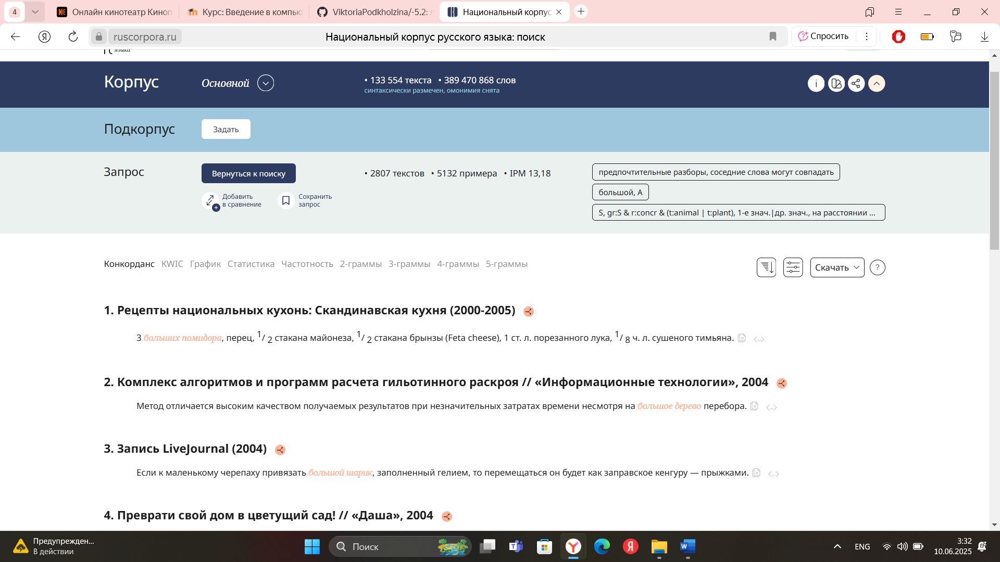 4
Онлайн кинотеатр Киноп
Курс: Введение в компью
ViktoriaPodkholzina/-5.2: л
Национальный корпус
ruscorpora.ru
Национальный корпус русского языка: поиск
Спросить
языка
Корпус
Основной
• 133 554 текста • 389 470 868 слов
синтаксически размечен, омонимия снята
i
Подкорпус
Задать
Запрос
Вернуться к поиску
• 2807 текстов • 5132 примера • IPM 13,18
предпочтительные разборы, соседние слова могут совпадать
большой, A
S, gr:S & r:concr & (t:animal | t:plant), 1-е знач.|др. знач., на расстоянии ...
Добавить
в сравнение
Сохранить
запрос
Конкорданс KWIC График Статистика Частотность 2-граммы 3-граммы 4-граммы 5-граммы
Скачать
?
1. Рецепты национальных кухонь: Скандинавская кухня (2000-2005)
3 больших помидора, перец, 1/ 2 стакана майонеза, 1/ 2 стакана брынзы (Feta cheese), 1 ст. л. порезанного лука, 1/ 8 ч. л. сушеного тимьяна.
2. Комплекс алгоритмов и программ расчета гильотинного раскроя // «Информационные технологии», 2004
Метод отличается высоким качеством получаемых результатов при незначительных затратах времени несмотря на большое дерево перебора.
3. Запись LiveJournal (2004)
Если к маленькому черепаху привязать большой шарик, заполненный гелием, то перемещаться он будет как заправское кенгуру — прыжками.
4. Преврати свой дом в цветущий сад! // «Даша», 2004
Предупрежден...
В действии
Поиск
ENG
3:32
10.06.2025